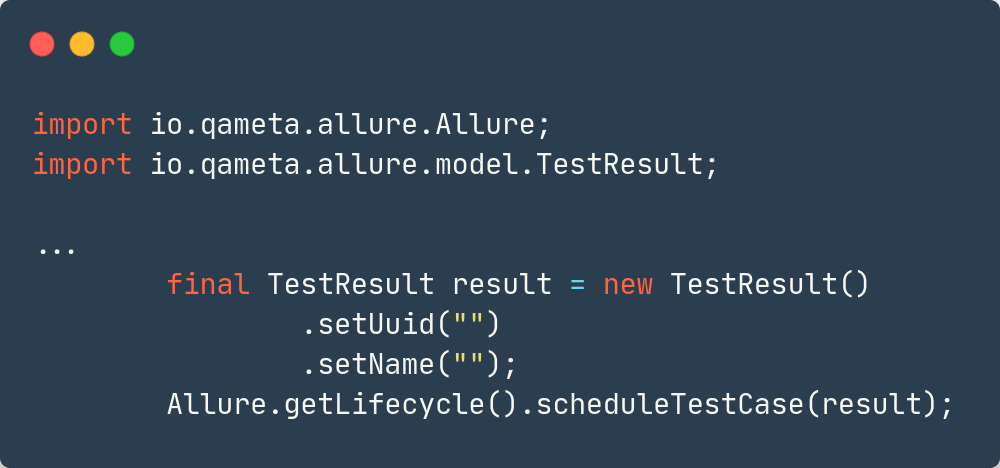 import io.qameta.allure.Allure;
import io.qameta.allure.model.TestResult;
...
final TestResult result = new TestResult()
.setUuid("")
.setName("");
Allure.getLifecycle().scheduleTestCase(result);